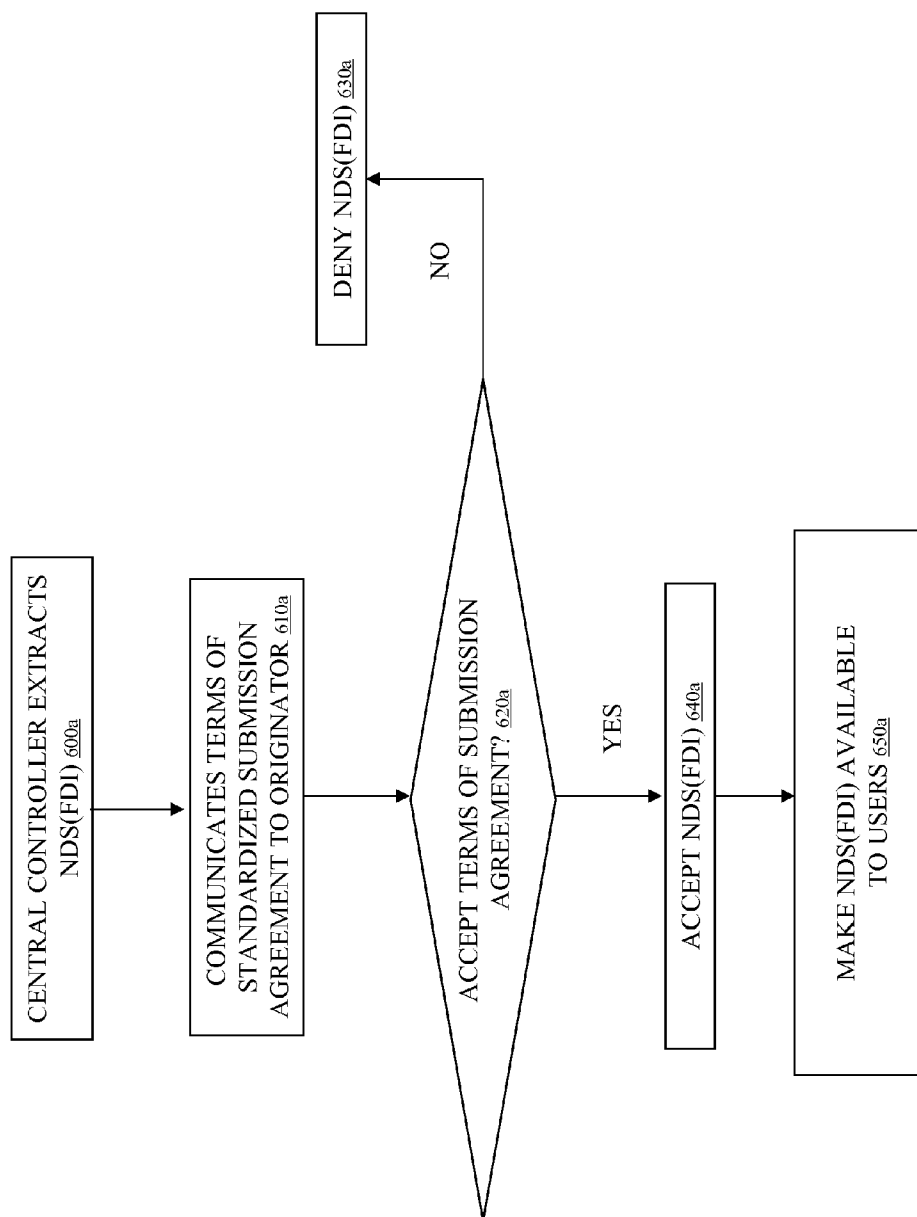 CENTRAL CONTROLLER EXTRACTS
NDS(FDI) 600a
COMMUNICATES TERMS OF
STANDARDIZED SUBMISSION
AGREEMENT TO ORIGINATOR 610a
ACCEPT TERMS OF SUBMISSION
AGREEMENT? 620a
NO
DENY NDS(FDI) 630a
YES
ACCEPT NDS(FDI) 640a
MAKE NDS(FDI) AVAILABLE
TO USERS 650a